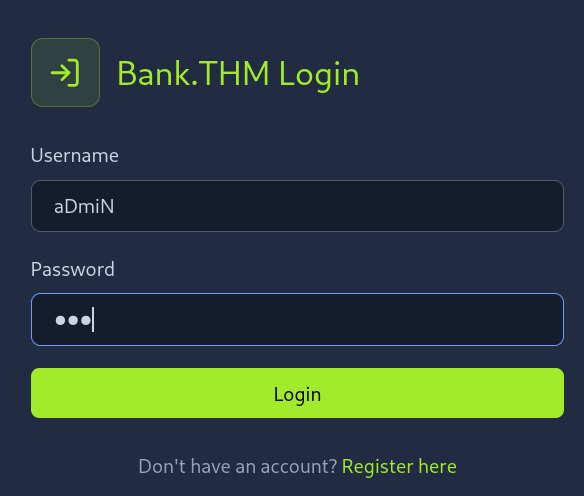 Bank.THM Login
Username
aDmiN
Password
●●●
Login
Don't have an account? Register here